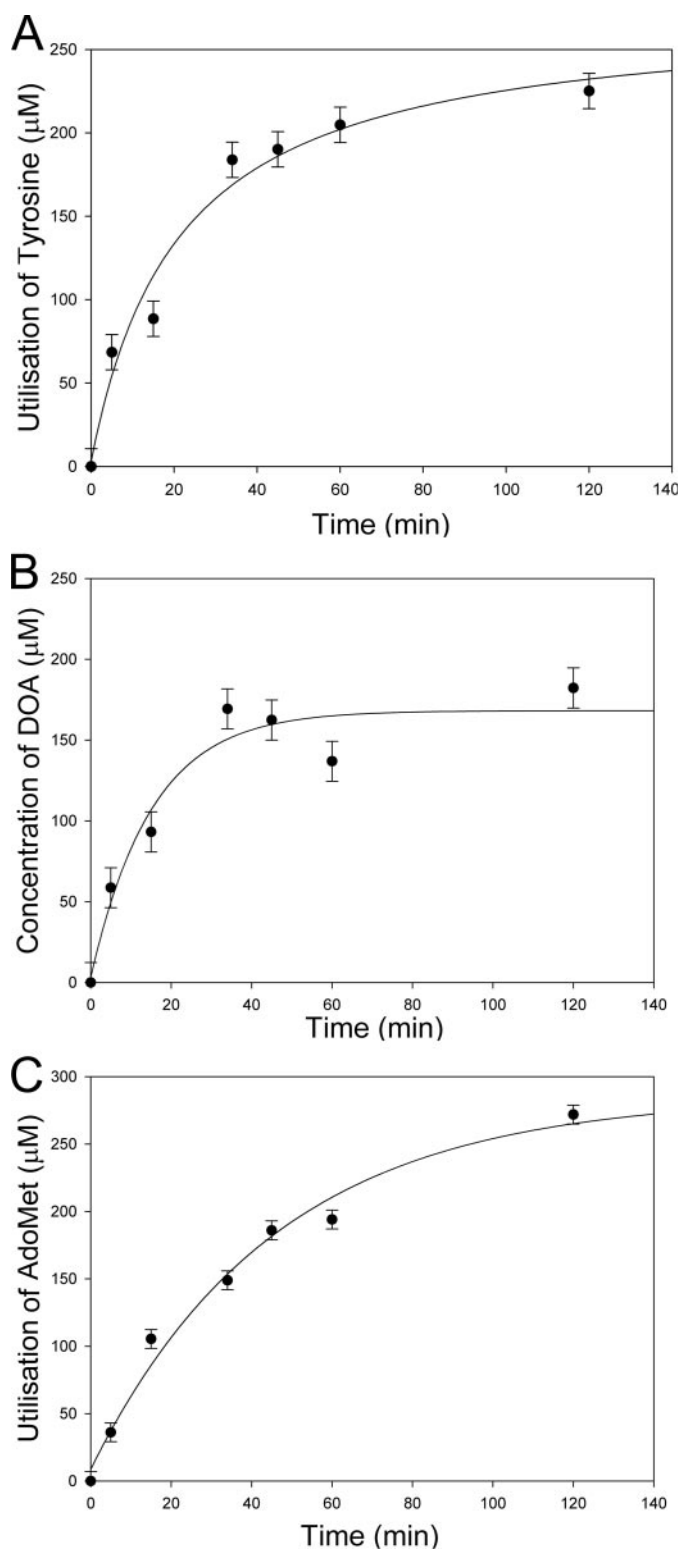 A
250
200
150
100
50
0
Utilisation of Tyrosine (μM)
0 20 40 60 80 100 120 140
Time (min)
B
250
200
150
100
50
0
Concentration of DOA (μM)
0 20 40 60 80 100 120 140
Time (min)
C
300
250
200
150
100
50
0
Utilisation of AdoMet (μM)
0 20 40 60 80 100 120 140
Time (min)